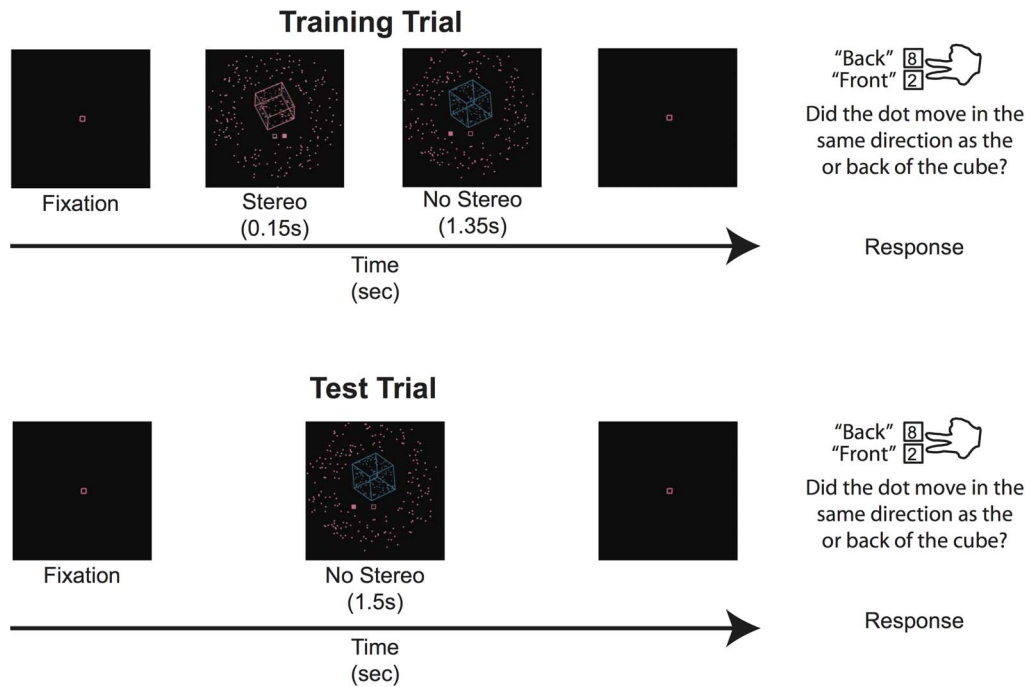 Training Trial
Fixation
Stereo
(0.15s)
No Stereo
(1.35s)
Time
(sec)
“Back” 8
“Front” 2
Did the dot move in the
same direction as the
or back of the cube?
Response
Test Trial
Fixation
No Stereo
(1.5s)
Time
(sec)
“Back” 8
“Front” 2
Did the dot move in the
same direction as the
or back of the cube?
Response